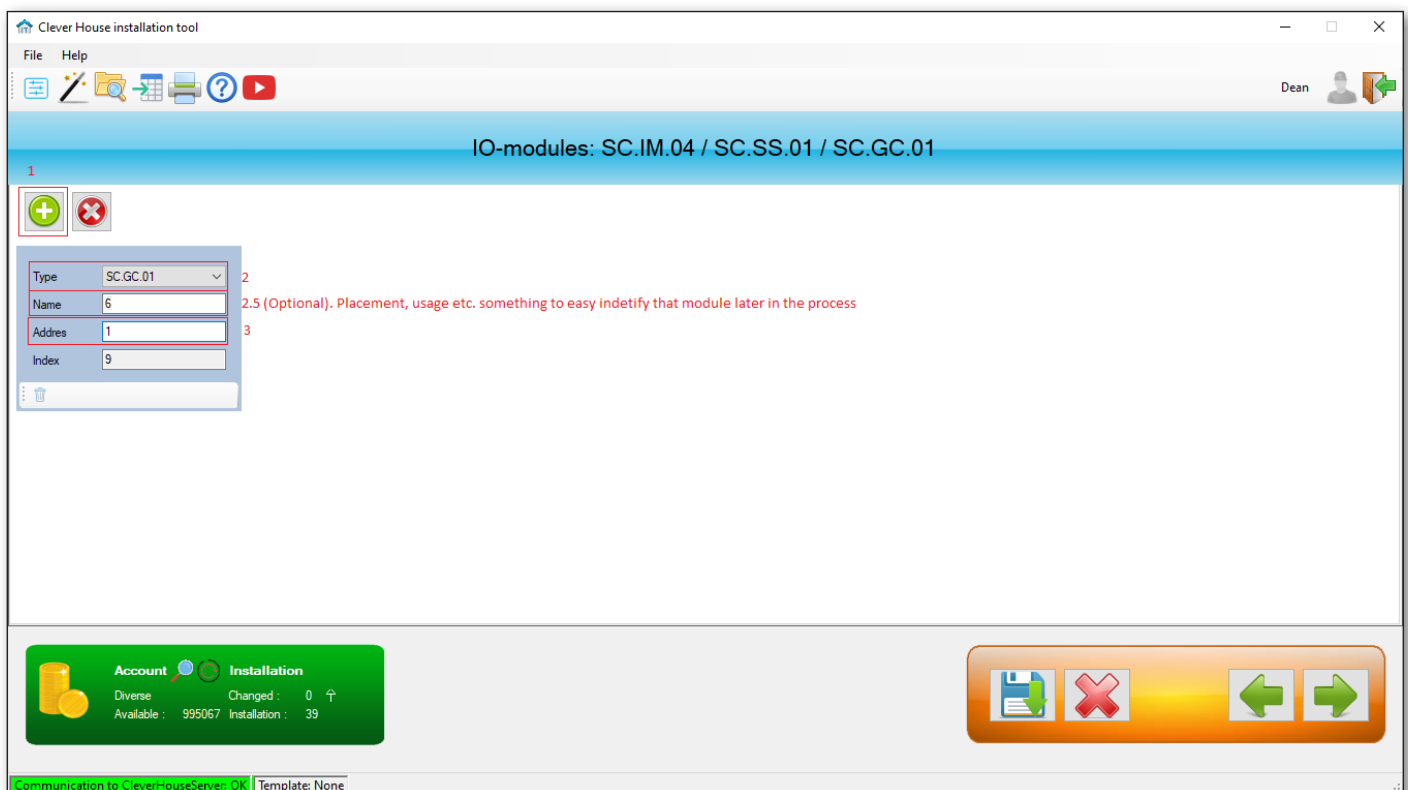 Clever House installation tool
File Help
Dean
IO-modules: SC.IM.04 / SC.SS.01 / SC.GC.01
1
Type SC.GC.01 2
Name 6 2.5 (Optional). Placement, usage etc. something to easy indetify that module later in the process
Addres 1 3
Index 9
Account Installation
Diverse Changed : 0
Available : 995067 Installation : 39
Communication to CleverHouseServer: OK Template: None